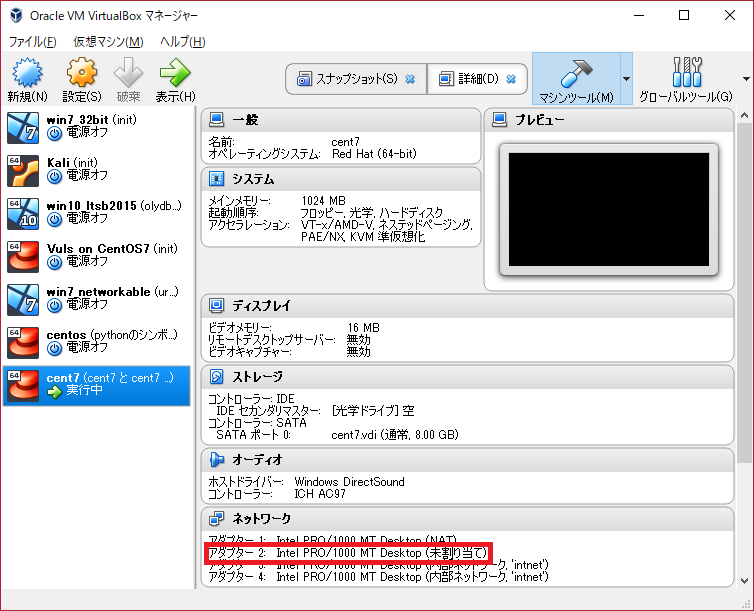 Oracle VM VirtualBox マネージャー
ファイル(F) 仮想マシン(M) ヘルプ(H)
新規(N) 設定(S) 破棄 表示(H)
スナップショット(S) 詳細(D)
マシンツール(M) グローバルツール(G)
win7_32bit (init)
電源オフ
64
Kali (init)
電源オフ
64
win10_ltsb2015 (olydb...)
電源オフ
64
Vuls_on_CentOS7 (init)
電源オフ
win7_networkable (ur...)
電源オフ
64
centos (pythonのシンボ...)
電源オフ
64
cent7 (cent7 と cent7 ...)
実行中
一般
名前: cent7
オペレーティングシステム: Red Hat (64-bit)
プレビュー
システム
メインメモリー: 1024 MB
起動順序: フロッピー, 光学, ハードディスク
アクセラレーション: VT-x/AMD-V, ネステッドページング,
PAE/NX, KVM 準仮想化
ディスプレイ
ビデオメモリー: 16 MB
リモートデスクトップサーバー: 無効
ビデオキャプチャー: 無効
ストレージ
コントローラー: IDE
IDE セカンダリマスター: [光学ドライブ] 空
コントローラー: SATA
SATA ポート 0: cent7.vdi (通常, 8.00 GB)
オーディオ
ホストドライバー: Windows DirectSound
コントローラー: ICH AC97
ネットワーク
アダプター 1: Intel PRO/1000 MT Desktop (NAT)
アダプター 2: Intel PRO/1000 MT Desktop (未割り当て)
アダプター 3: Intel PRO/1000 MT Desktop (内部ネットワーク, 'intnet')
アダプター 4: Intel PRO/1000 MT Desktop (内部ネットワーク, 'intnet')